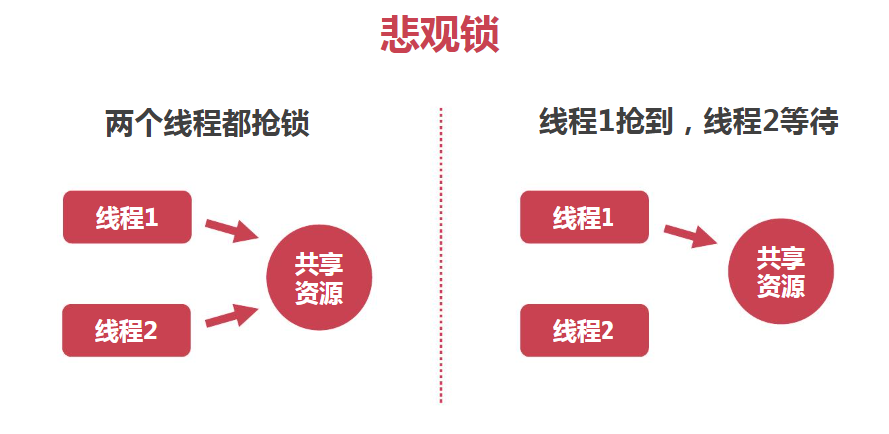 悲观锁
两个线程都抢锁
线程1
线程2
共享
资源
线程1抢到，线程2等待
线程1
线程2
共享
资源